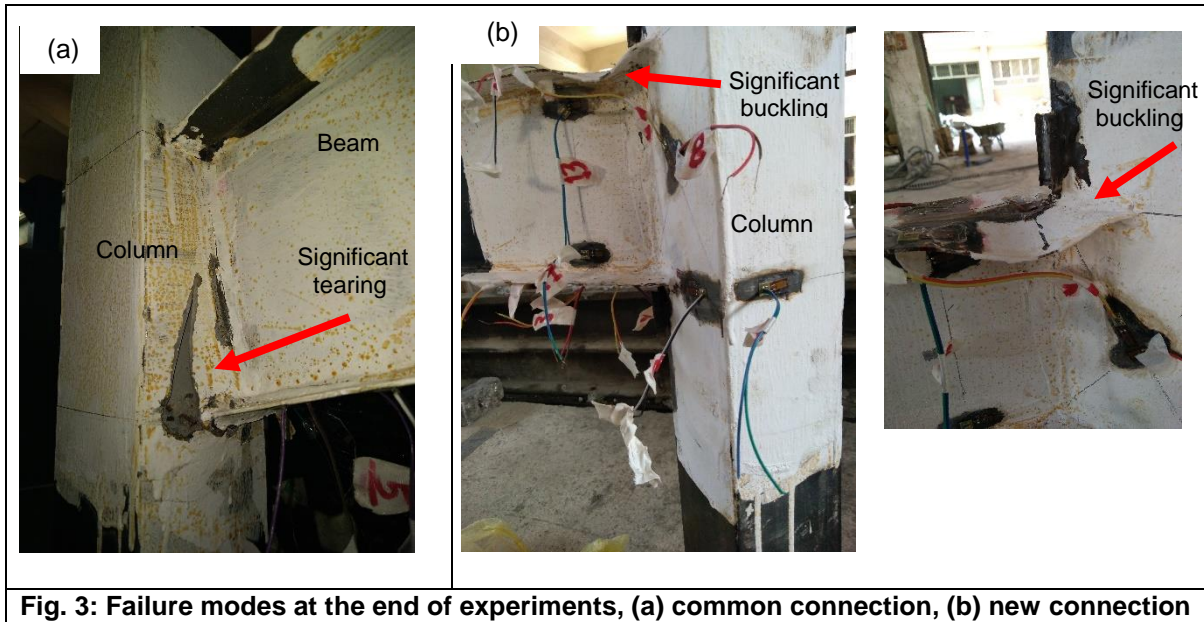 (a)
Beam
Column
Significant
tearing
(b)
Significant
buckling
8
Column
Significant
buckling
Fig. 3: Failure modes at the end of experiments, (a) common connection, (b) new connection